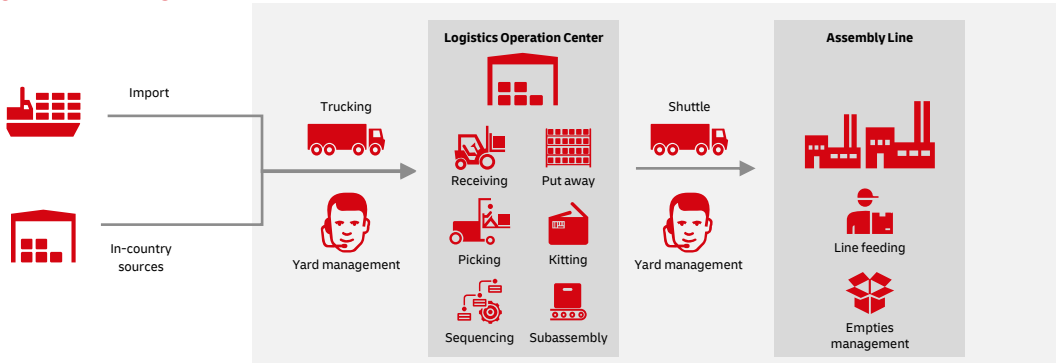 Import
In-country
sources
Trucking
Yard management
Logistics Operation Center
Receiving
Put away
Picking
Kitting
Sequencing
Subassembly
Shuttle
Yard management
Assembly Line
Line feeding
Empties
management